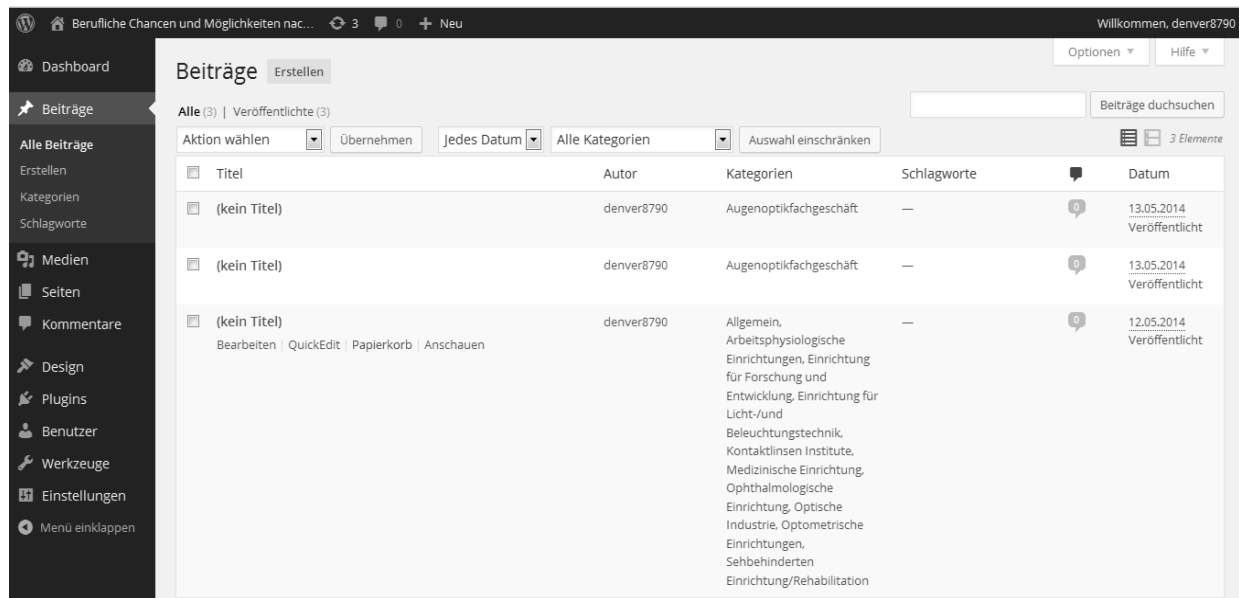 Berufliche Chancen und Möglichkeiten nac... 3 0 + Neu Willkommen, denver8790
Dashboard
Beiträge
Alle Beiträge
Erstellen
Kategorien
Schlagworte
Medien
Seiten
Kommentare
Design
Plugins
Benutzer
Werkzeuge
Einstellungen
Menü einklappen
Optionen Hilfe
Beiträge Erstellen
Alle (3) | Veröffentlichte (3)
Beiträge duchsuchen
Aktion wählen Übernehmen Jedes Datum Alle Kategorien Auswahl einschränken 3 Elemente
Titel Autor Kategorien Schlagworte Datum
(kein Titel) denver8790 Augenoptikfachgeschäft — 0 13.05.2014
Veröffentlicht
(kein Titel) denver8790 Augenoptikfachgeschäft — 0 13.05.2014
Veröffentlicht
(kein Titel) denver8790 Allgemein, — 0 12.05.2014
Bearbeiten | QuickEdit | Papierkorb | Anschauen Arbeitsphysiologische Veröffentlicht
Einrichtungen, Einrichtung
für Forschung und
Entwicklung, Einrichtung für
Licht-/und
Beleuchtungstechnik,
Kontaktlinsen Institute,
Medizinische Einrichtung,
Ophthalmologische
Einrichtung, Optische
Industrie, Optometrische
Einrichtungen,
Sehbehinderten
Einrichtung/Rehabilitation